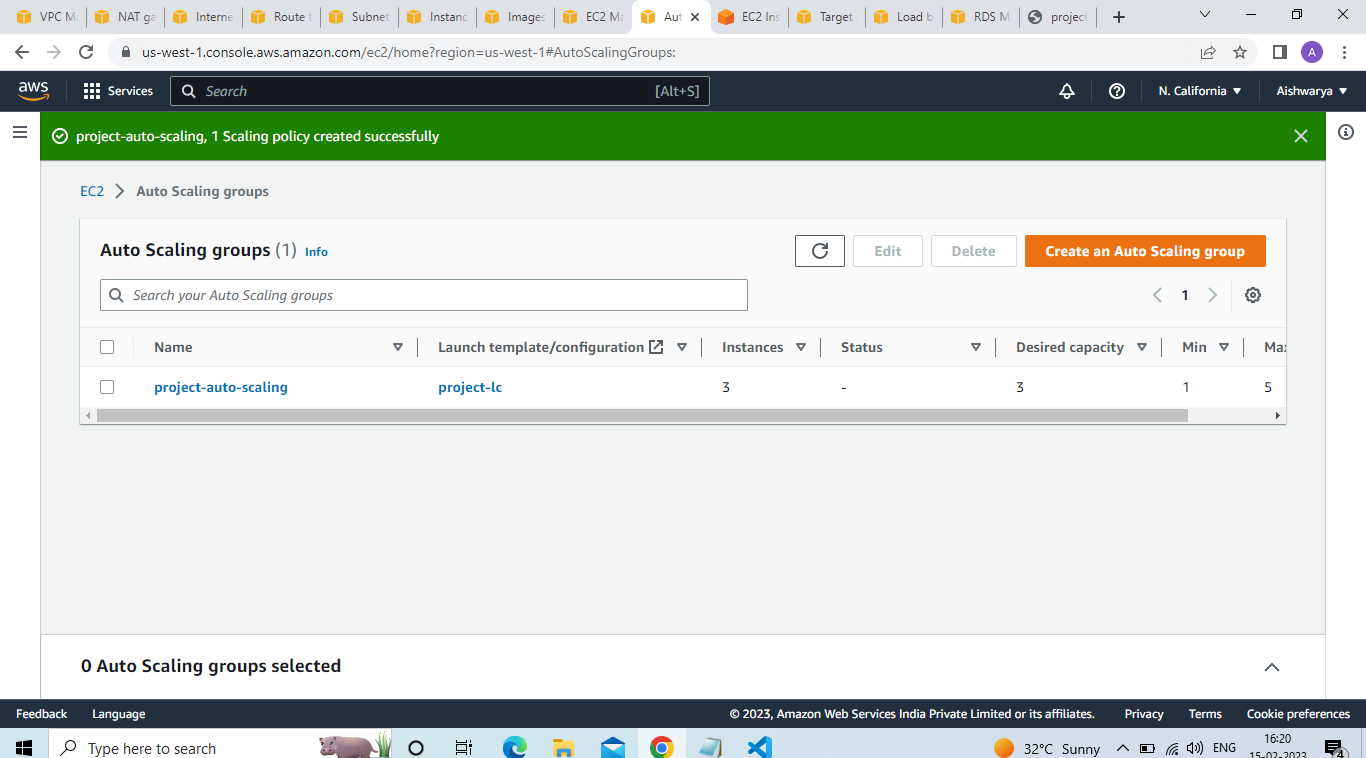 VPC Ma
NAT ga
Interne
Route t
Subnet
Instanc
Images
EC2 Ma
Aut
EC2 Ins
Target
Load b
RDS M
project
us-west-1.console.aws.amazon.com/ec2/home?region=us-west-1#AutoScalingGroups:
A
aws
Services
Search
[Alt+S]
N. California
Aishwarya
project-auto-scaling, 1 Scaling policy created successfully
EC2
Auto Scaling groups
Auto Scaling groups (1) Info
Edit
Delete
Create an Auto Scaling group
Search your Auto Scaling groups
1
Name
Launch template/configuration
Instances
Status
Desired capacity
Min
Max
project-auto-scaling
project-lc
3
-
3
1
5
0 Auto Scaling groups selected
Feedback
Language
© 2023, Amazon Web Services India Private Limited or its affiliates.
Privacy
Terms
Cookie preferences
Type here to search
32°C Sunny
ENG
16:20
15-02-2023
4